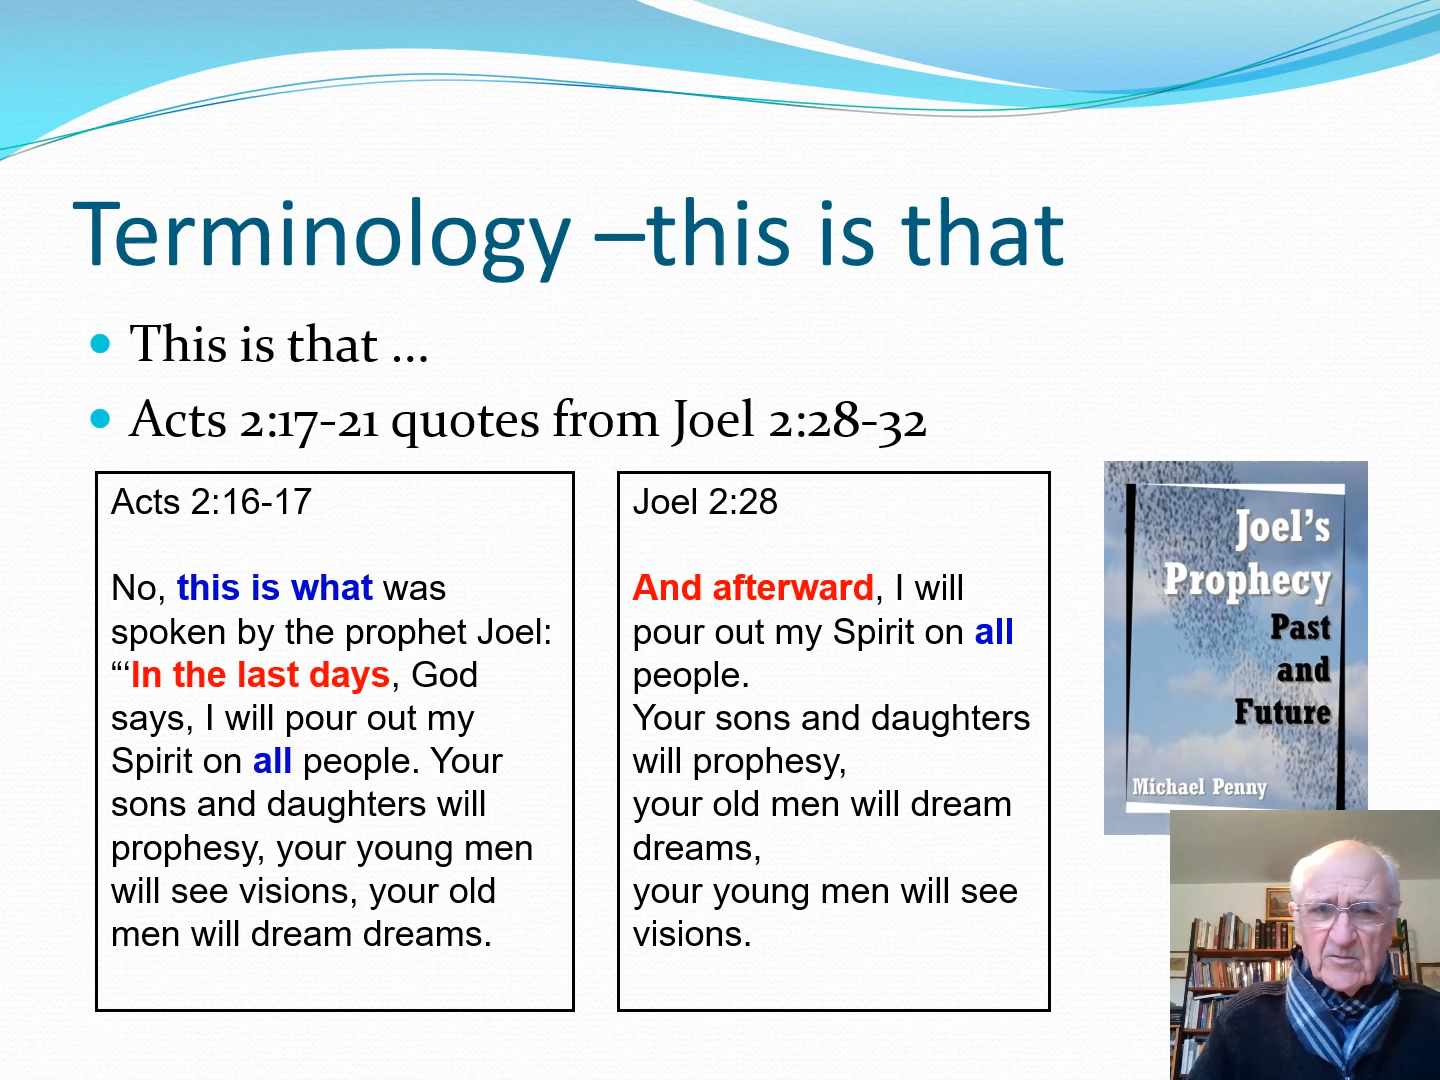 Terminology –this is that
• This is that ...
• Acts 2:17-21 quotes from Joel 2:28-32
Acts 2:16-17
No, this is what was
spoken by the prophet Joel:
“‘In the last days, God
says, I will pour out my
Spirit on all people. Your
sons and daughters will
prophesy, your young men
will see visions, your old
men will dream dreams.
Joel 2:28
And afterward, I will
pour out my Spirit on all
people.
Your sons and daughters
will prophesy,
your old men will dream
dreams,
your young men will see
visions.
Joel’s
Prophecy
Past
and
Future
Michael Penny